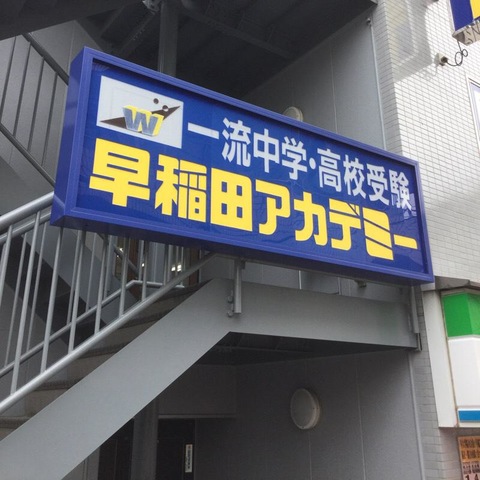 W
一流中学・高校受験
早稲田アカデミー